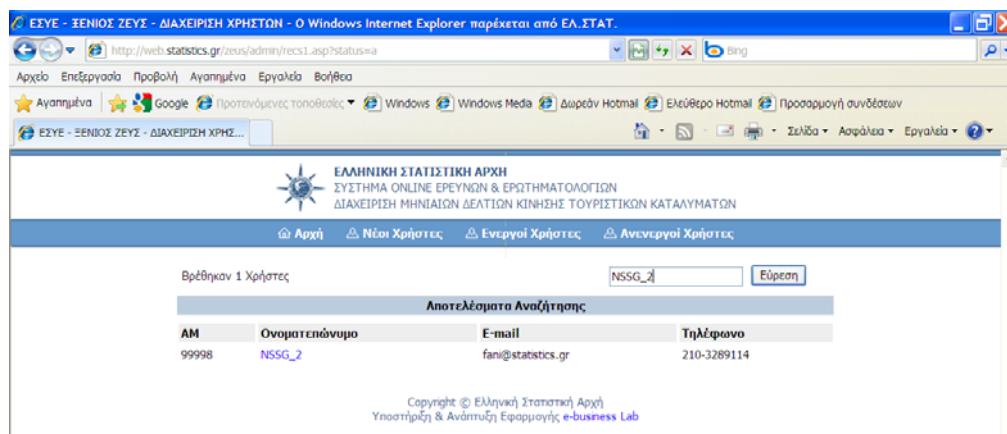 ΕΣΥΕ - ΞΕΝΙΟΣ ΖΕΥΣ - ΔΙΑΧΕΙΡΙΣΗ ΧΡΗΣΤΩΝ - Ο Windows Internet Explorer παρέχεται από ΕΛ.ΣΤΑΤ.
http://web.statistics.gr/zeus/admin/recs1.asp?status=a
Bing
Αρχείο Επεξεργασία Προβολή Αγαπημένα Εργαλεία Βοήθεια
Αγαπημένα Google Προτεινόμενες τοποθεσίες Windows Windows Media Δωρεάν Hotmail Ελεύθερο Hotmail Προσαρμογή συνδέσεων
ΕΣΥΕ - ΞΕΝΙΟΣ ΖΕΥΣ - ΔΙΑΧΕΙΡΙΣΗ ΧΡΗΣ... Σελίδα Ασφάλεια Εργαλεία
ΕΛΛΗΝΙΚΗ ΣΤΑΤΙΣΤΙΚΗ ΑΡΧΗ
ΣΥΣΤΗΜΑ ONLINE ΕΡΕΥΝΩΝ & ΕΡΩΤΗΜΑΤΟΛΟΓΙΩΝ
ΔΙΑΧΕΙΡΙΣΗ ΜΗΝΙΑΙΩΝ ΔΕΛΤΙΩΝ ΚΙΝΗΣΗΣ ΤΟΥΡΙΣΤΙΚΩΝ ΚΑΤΑΛΥΜΑΤΩΝ
Αρχή Νέοι Χρήστες Ενεργοί Χρήστες Ανενεργοί Χρήστες
Βρέθηκαν 1 Χρήστες NSSG_2 Εύρεση
Αποτελέσματα Αναζήτησης
ΑΜ Ονοματεπώνυμο E-mail Τηλέφωνο
99998 NSSG_2 fani@statistics.gr 210-3289114
Copyright © Ελληνική Στατιστική Αρχή
Υποστήριξη & Ανάπτυξη Εφαρμογής e-business Lab